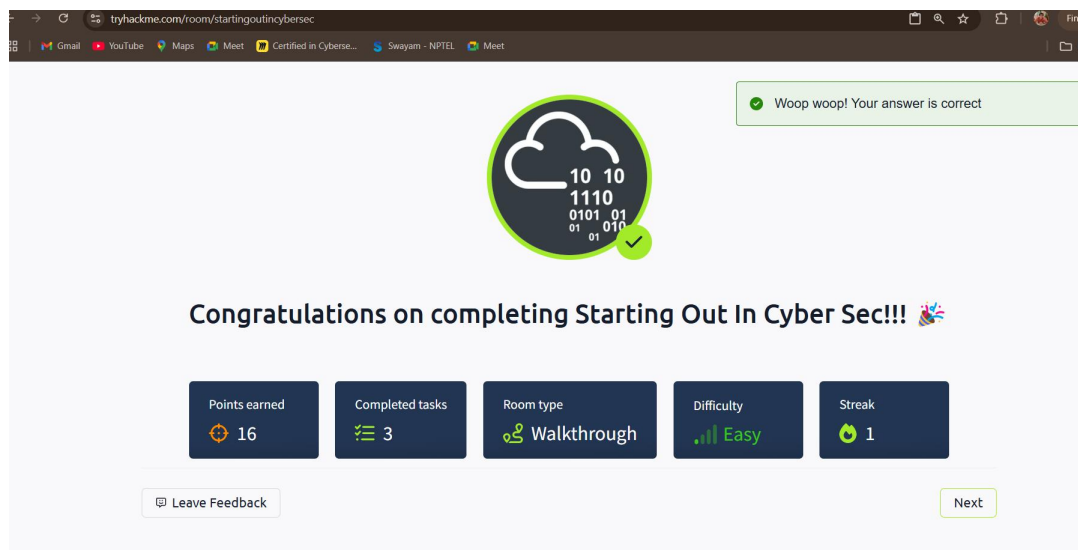 tryhackme.com/room/startingoutincybersec
Fin
Gmail YouTube Maps Meet Certified in Cyberse... Swayam - NPTEL Meet
Woop woop! Your answer is correct
10 10
1110
0101 01
01 010
01
Congratulations on completing Starting Out In Cyber Sec!!! 🎉
Points earned Completed tasks Room type Difficulty Streak
16 3 Walkthrough Easy 1
Leave Feedback Next